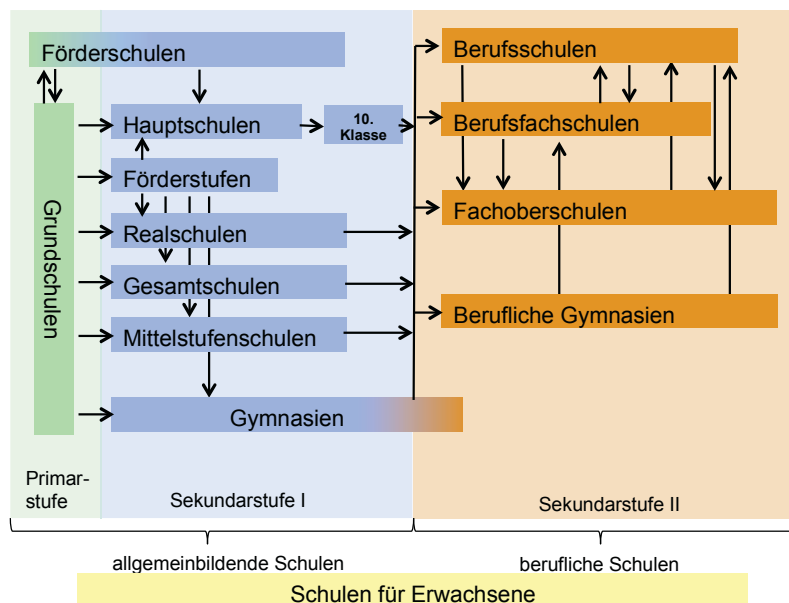 Förderschulen
Hauptschulen
10.
Klasse
Förderstufen
Realschulen
Gesamtschulen
Mittelstufenschulen
Gymnasien
Grundschulen
Berufsschulen
Berufsfachschulen
Fachoberschulen
Berufliche Gymnasien
Primar-
stufe
Sekundarstufe I
Sekundarstufe II
allgemeinbildende Schulen
berufliche Schulen
Schulen für Erwachsene